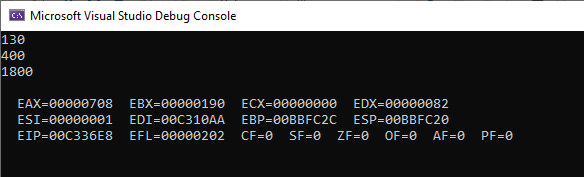 Microsoft Visual Studio Debug Console
130
400
1800
EAX=00000708 EBX=00000190 ECX=00000000 EDX=00000082
ESI=00000001 EDI=00C310AA EBP=00BBFC2C ESP=00BBFC20
EIP=00C336E8 EFL=00000202 CF=0 SF=0 ZF=0 OF=0 AF=0 PF=0